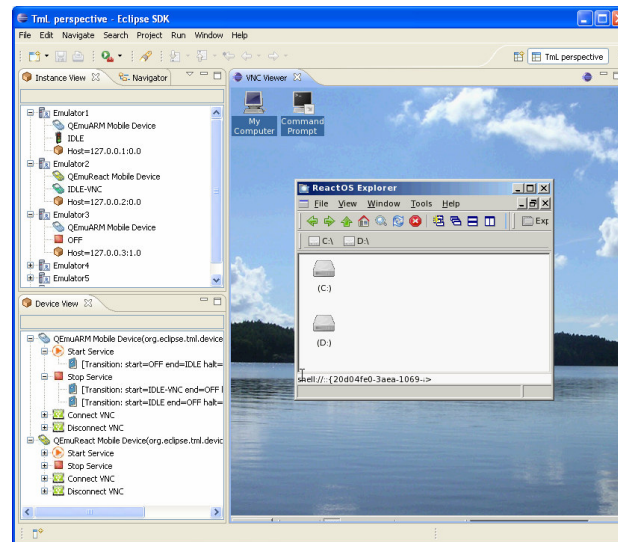 TmL perspective - Eclipse SDK
File Edit Navigate Search Project Run Window Help
TmL perspective
Instance View
Navigator
VNC Viewer
Emulator1
QEmuARM Mobile Device
IDLE
Host=127.0.0.1:0.0
Emulator2
QEmuReact Mobile Device
IDLE-VNC
Host=127.0.0.2:0.0
Emulator3
QEmuARM Mobile Device
OFF
Host=127.0.0.3:1.0
Emulator4
Emulator5
My Computer
Command Prompt
ReactOS Explorer
File View Window Tools Help
Exp
C:\ D:\
(C:)
(D:)
shell://::{20d04fe0-3aea-1069-->
Device View
QEmuARM Mobile Device(org.eclipse.tml.device
Start Service
[Transition: start=OFF end=IDLE halt=
Stop Service
[Transition: start=IDLE-VNC end=OFF
[Transition: start=IDLE end=OFF halt=
Connect VNC
Disconnect VNC
QEmuReact Mobile Device(org.eclipse.tml.devic
Start Service
Stop Service
Connect VNC
Disconnect VNC